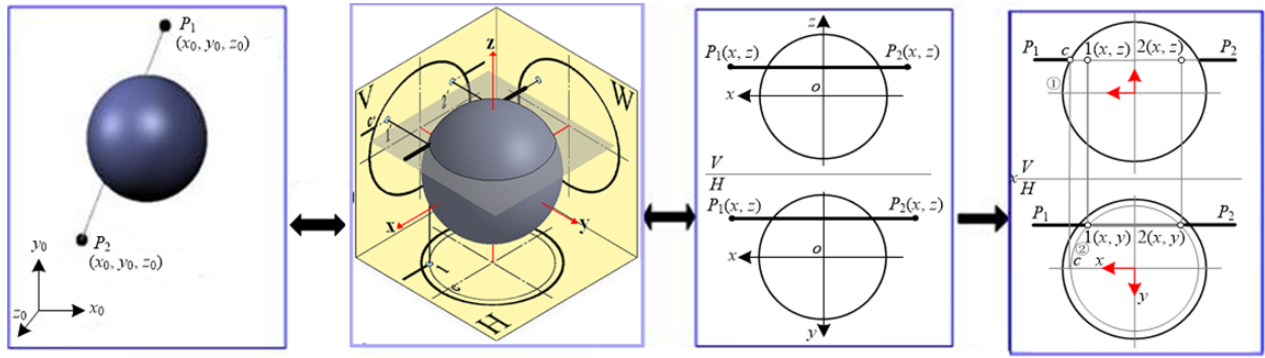 P₁
(x₀, y₀, z₀)
P₂
(x₀, y₀, z₀)
y₀
x₀
z₀
z
V
W
2'
c'
1'
x
y
1
c
H
z
P₁(x, z) P₂(x, z)
o
x
V
H
P₁(x, z) P₂(x, z)
o
x
y
P₁ c 1(x, z) 2(x, z) P₂
①
V
x
H
P₁ P₂
1(x, y) 2(x, y)
②
c x
y